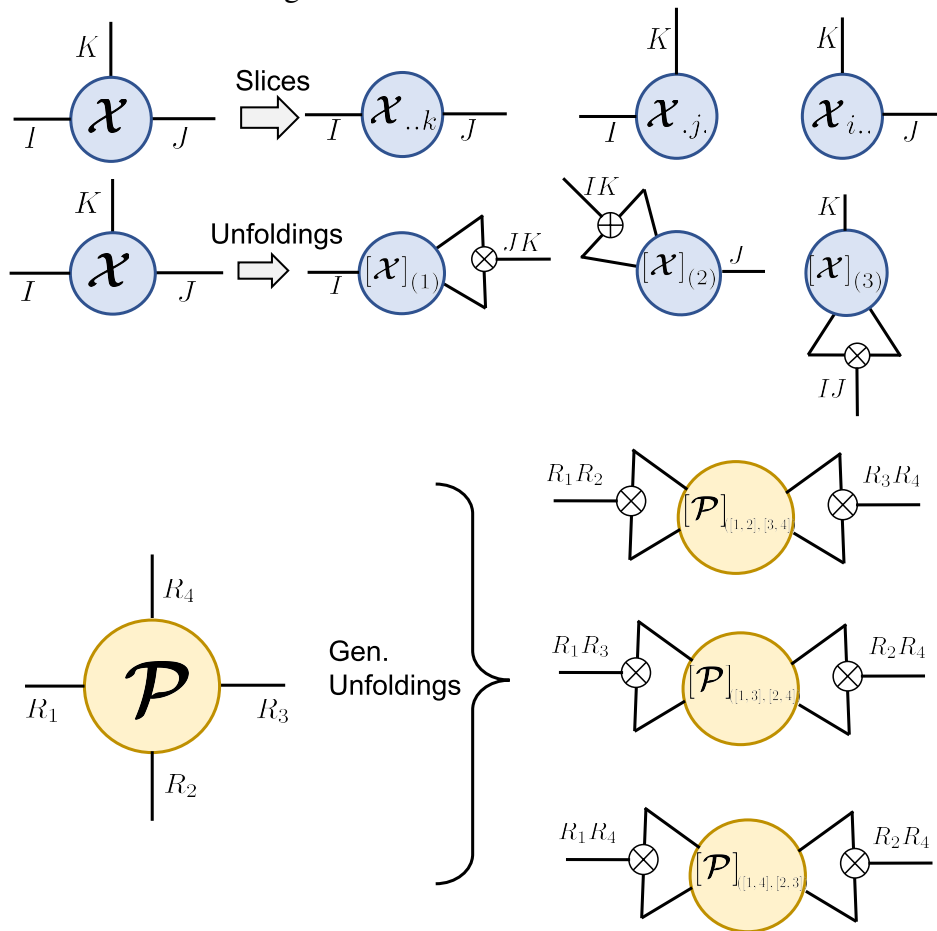 K
𝓧
I
J
Slices
𝓧..k
I
J
K
𝓧.j.
I
K
𝓧i..
J
K
𝓧
I
J
Unfoldings
[𝓧](1)
I
JK
IK
[𝓧](2)
J
K
[𝓧](3)
IJ
R₄
𝓟
R₁
R₃
R₂
Gen.
Unfoldings
R₁R₂
[𝓟]([1,2],[3,4])
R₃R₄
R₁R₃
[𝓟]([1,3],[2,4])
R₂R₄
R₁R₄
[𝓟]([1,4],[2,3])
R₂R₄